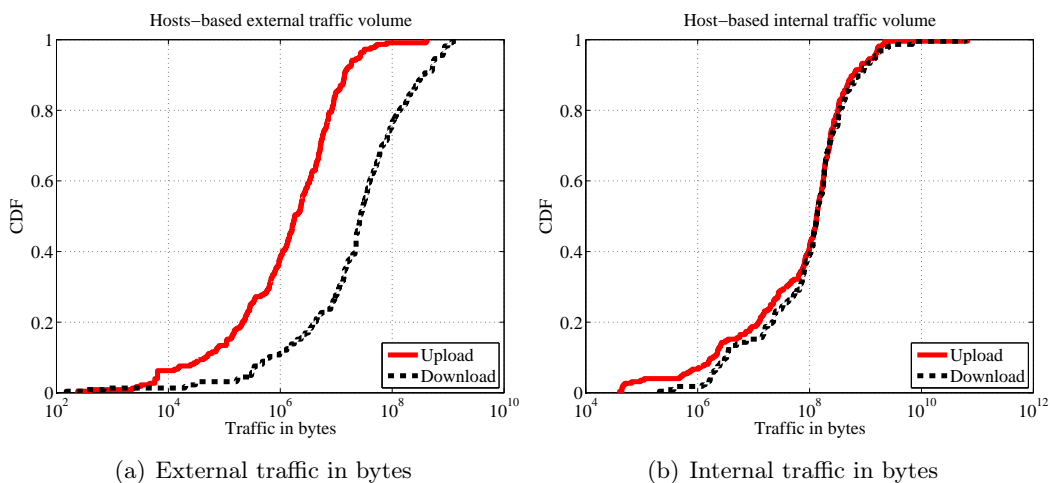 Hosts−based external traffic volume
1
0.8
0.6
0.4
0.2
0
CDF
10^2
10^4
10^6
10^8
10^10
Traffic in bytes
Upload
Download
(a) External traffic in bytes
Host−based internal traffic volume
1
0.8
0.6
0.4
0.2
0
CDF
10^4
10^6
10^8
10^10
10^12
Traffic in bytes
Upload
Download
(b) Internal traffic in bytes